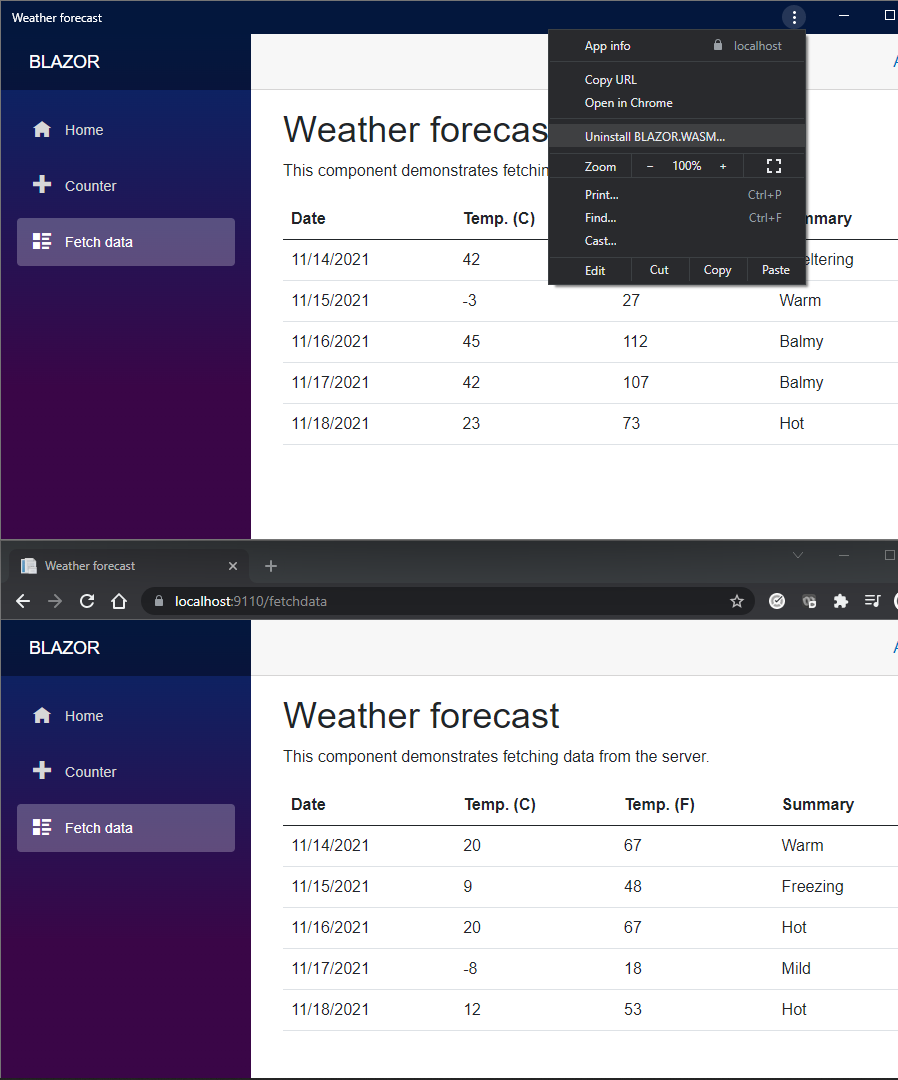 Weather forecast
BLAZOR
Home
Counter
Fetch data
App info localhost
Copy URL
Open in Chrome
Uninstall BLAZOR.WASM...
Zoom − 100% +
Print... Ctrl+P
Find... Ctrl+F
Cast...
Edit Cut Copy Paste
Weather forecas
This component demonstrates fetchin
Date Temp. (C) mmary
11/14/2021 42 eltering
11/15/2021 -3 27 Warm
11/16/2021 45 112 Balmy
11/17/2021 42 107 Balmy
11/18/2021 23 73 Hot
Weather forecast
localhost:9110/fetchdata
BLAZOR
Home
Counter
Fetch data
Weather forecast
This component demonstrates fetching data from the server.
Date Temp. (C) Temp. (F) Summary
11/14/2021 20 67 Warm
11/15/2021 9 48 Freezing
11/16/2021 20 67 Hot
11/17/2021 -8 18 Mild
11/18/2021 12 53 Hot